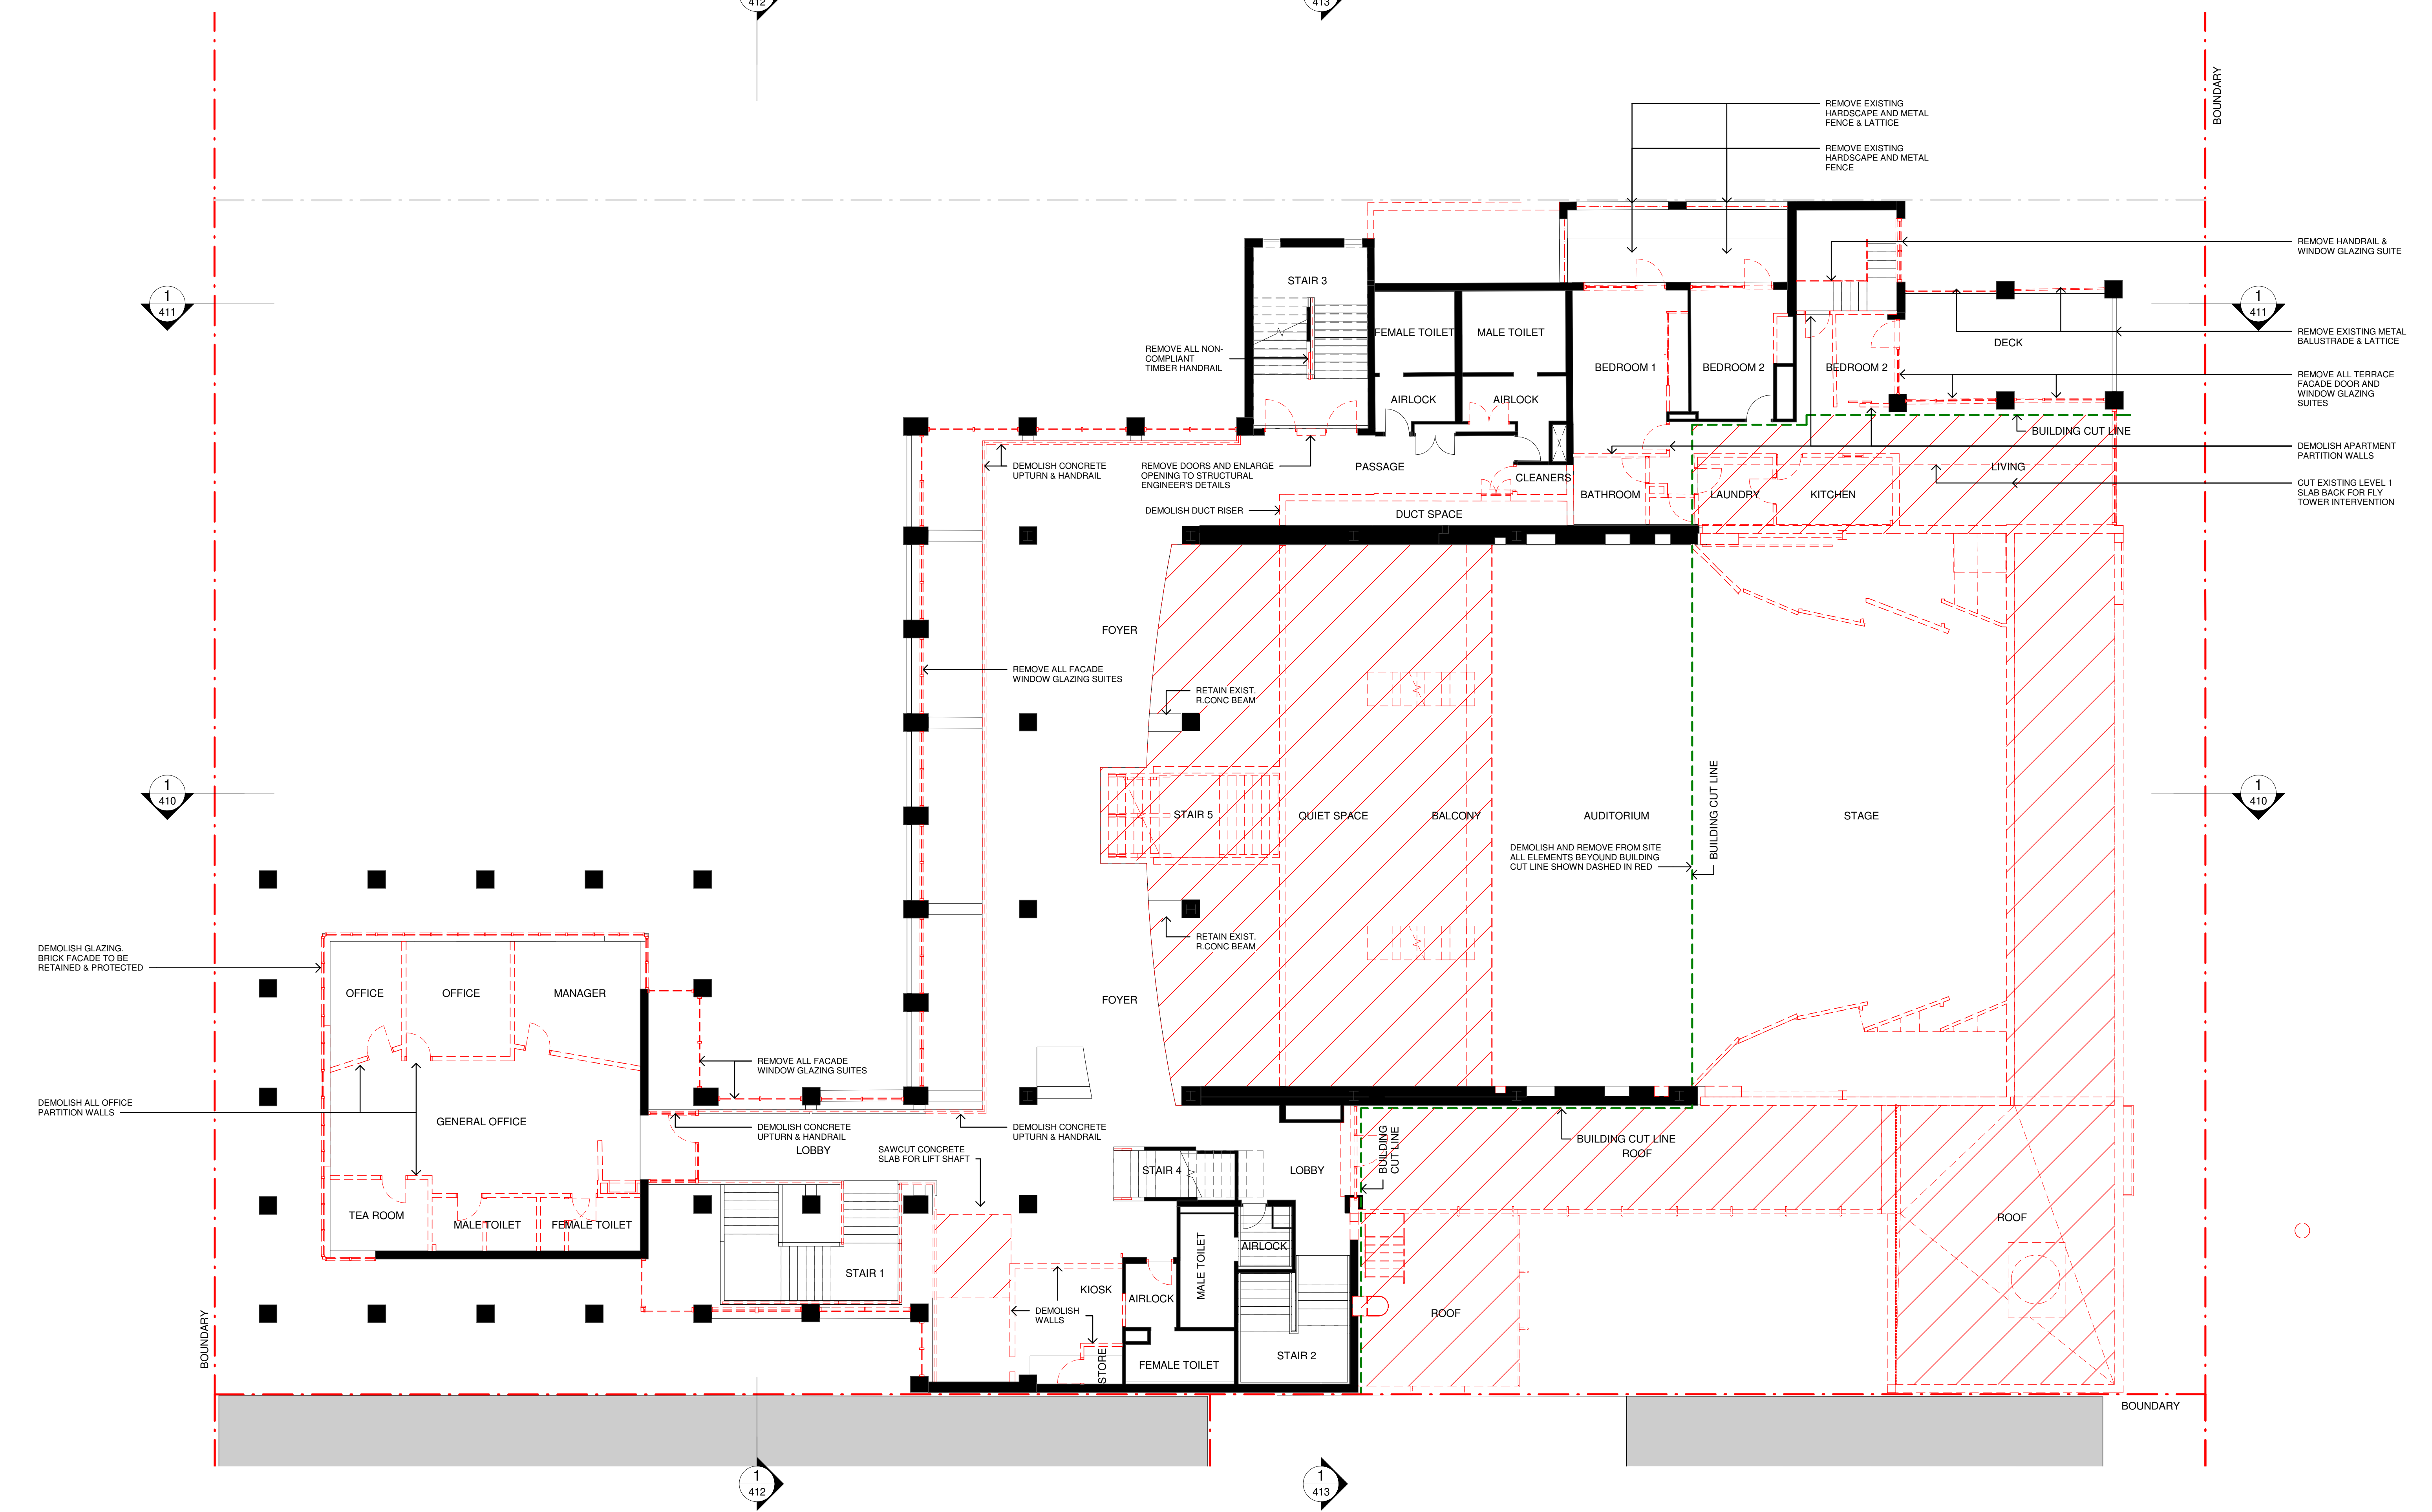 412
413
BOUNDARY
REMOVE EXISTING
HARDSCAPE AND METAL
FENCE & LATTICE
REMOVE EXISTING
HARDSCAPE AND METAL
FENCE
REMOVE HANDRAIL &
WINDOW GLAZING SUITE
STAIR 3
1
411
1
411
FEMALE TOILET
MALE TOILET
REMOVE EXISTING METAL
BALUSTRADE & LATTICE
DECK
REMOVE ALL NON-
COMPLIANT
TIMBER HANDRAIL
BEDROOM 1
BEDROOM 2
BEDROOM 2
REMOVE ALL TERRACE
FACADE DOOR AND
WINDOW GLAZING
SUITES
AIRLOCK
AIRLOCK
BUILDING CUT LINE
DEMOLISH APARTMENT
PARTITION WALLS
DEMOLISH CONCRETE
UPTURN & HANDRAIL
REMOVE DOORS AND ENLARGE
OPENING TO STRUCTURAL
ENGINEER'S DETAILS
PASSAGE
CLEANERS
LIVING
BATHROOM
LAUNDRY
KITCHEN
CUT EXISTING LEVEL 1
SLAB BACK FOR FLY
TOWER INTERVENTION
DEMOLISH DUCT RISER
DUCT SPACE
FOYER
REMOVE ALL FACADE
WINDOW GLAZING SUITES
RETAIN EXIST.
R.CONC BEAM
1
410
1
410
BUILDING CUT LINE
STAIR 5
QUIET SPACE
BALCONY
AUDITORIUM
STAGE
DEMOLISH AND REMOVE FROM SITE
ALL ELEMENTS BEYOUND BUILDING
CUT LINE SHOWN DASHED IN RED
RETAIN EXIST.
R.CONC BEAM
DEMOLISH GLAZING.
BRICK FACADE TO BE
RETAINED & PROTECTED
OFFICE
OFFICE
MANAGER
FOYER
REMOVE ALL FACADE
WINDOW GLAZING SUITES
DEMOLISH ALL OFFICE
PARTITION WALLS
GENERAL OFFICE
DEMOLISH CONCRETE
UPTURN & HANDRAIL
DEMOLISH CONCRETE
UPTURN & HANDRAIL
LOBBY
SAWCUT CONCRETE
SLAB FOR LIFT SHAFT
BUILDING
CUT LINE
BUILDING CUT LINE
ROOF
STAIR 4
LOBBY
TEA ROOM
MALE TOILET
FEMALE TOILET
ROOF
AIRLOCK
MALE TOILET
STAIR 1
KIOSK
AIRLOCK
DEMOLISH
WALLS
ROOF
BOUNDARY
STORE
FEMALE TOILET
STAIR 2
BOUNDARY
1
412
1
413